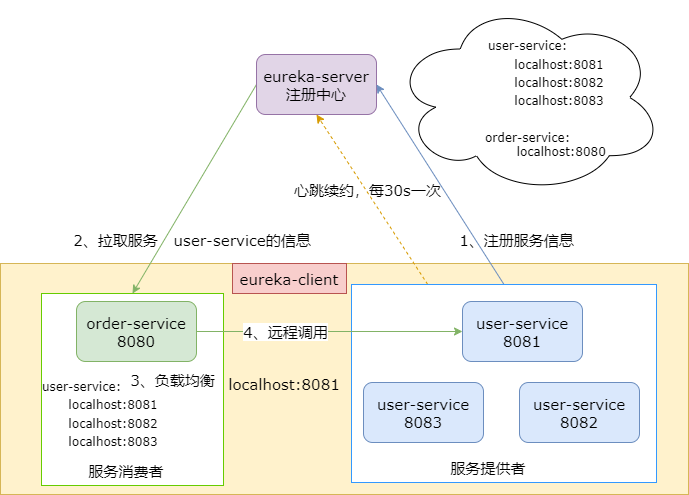 eureka-server
注册中心
user-service:
localhost:8081
localhost:8082
localhost:8083
order-service:
localhost:8080
心跳续约，每30s一次
2、拉取服务 user-service的信息
1、注册服务信息
eureka-client
order-service
8080
4、远程调用
user-service
8081
3、负载均衡
user-service:
localhost:8081
localhost:8082
localhost:8083
localhost:8081
user-service
8083
user-service
8082
服务消费者
服务提供者